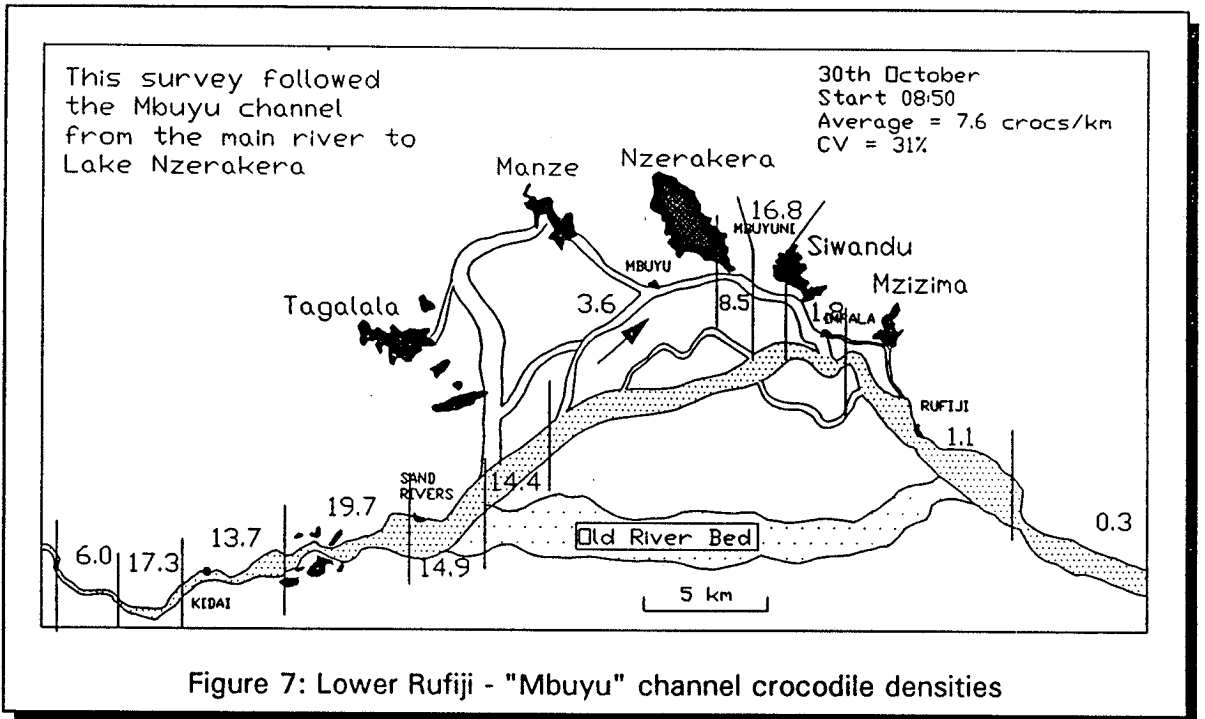 This survey followed
the Mbuyu channel
from the main river to
Lake Nzerakera
30th October
Start 08:50
Average = 7.6 crocs/km
CV = 31%
Manze
Nzerakera
16.8
MBUYUNI
Siwandu
MBUYU
Mzizima
Tagalala
3.6
8.5
1.8
IMPALA
RUFIJI
1.1
SAND
RIVERS
14.4
19.7
0.3
13.7
Old River Bed
6.0
17.3
14.9
KIDAI
5 km
Figure 7: Lower Rufiji - "Mbuyu" channel crocodile densities